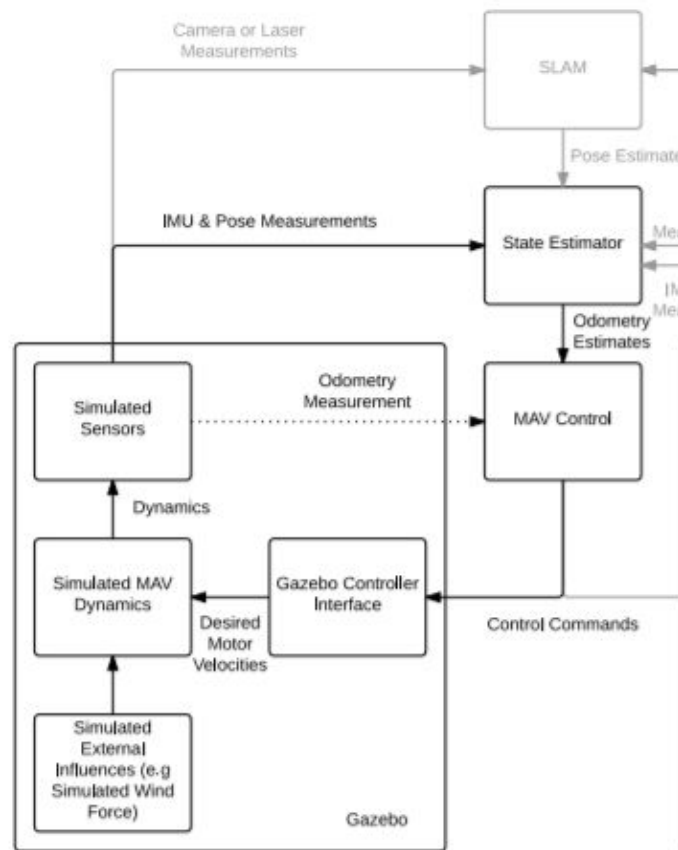 Camera or Laser
Measurements
SLAM
Pose Estimate
IMU & Pose Measurements
State Estimator
Odometry
Estimates
Simulated
Sensors
Odometry
Measurement
MAV Control
Dynamics
Simulated MAV
Dynamics
Gazebo Controller
Interface
Desired
Motor
Velocities
Control Commands
Simulated
External
Influences (e.g
Simulated Wind
Force)
Gazebo